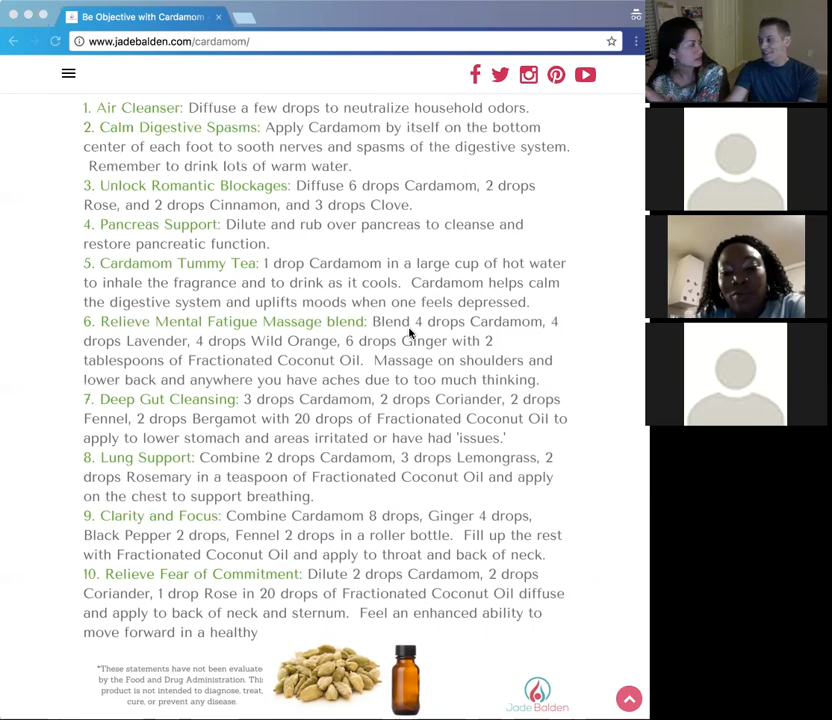 Be Objective with Cardamom
www.jadebalden.com/cardamom/
1. Air Cleanser: Diffuse a few drops to neutralize household odors.
2. Calm Digestive Spasms: Apply Cardamom by itself on the bottom
center of each foot to sooth nerves and spasms of the digestive system.
Remember to drink lots of warm water.
3. Unlock Romantic Blockages: Diffuse 6 drops Cardamom, 2 drops
Rose, and 2 drops Cinnamon, and 3 drops Clove.
4. Pancreas Support: Dilute and rub over pancreas to cleanse and
restore pancreatic function.
5. Cardamom Tummy Tea: 1 drop Cardamom in a large cup of hot water
to inhale the fragrance and to drink as it cools. Cardamom helps calm
the digestive system and uplifts moods when one feels depressed.
6. Relieve Mental Fatigue Massage blend: Blend 4 drops Cardamom, 4
drops Lavender, 4 drops Wild Orange, 6 drops Ginger with 2
tablespoons of Fractionated Coconut Oil. Massage on shoulders and
lower back and anywhere you have aches due to too much thinking.
7. Deep Gut Cleansing: 3 drops Cardamom, 2 drops Coriander, 2 drops
Fennel, 2 drops Bergamot with 20 drops of Fractionated Coconut Oil to
apply to lower stomach and areas irritated or have had 'issues.'
8. Lung Support: Combine 2 drops Cardamom, 3 drops Lemongrass, 2
drops Rosemary in a teaspoon of Fractionated Coconut Oil and apply
on the chest to support breathing.
9. Clarity and Focus: Combine Cardamom 8 drops, Ginger 4 drops,
Black Pepper 2 drops, Fennel 2 drops in a roller bottle. Fill up the rest
with Fractionated Coconut Oil and apply to throat and back of neck.
10. Relieve Fear of Commitment: Dilute 2 drops Cardamom, 2 drops
Coriander, 1 drop Rose in 20 drops of Fractionated Coconut Oil diffuse
and apply to back of neck and sternum. Feel an enhanced ability to
move forward in a healthy
"These statements have not been evaluate
by the Food and Drug Administration. Thi
product is not intended to diagnose, treat,
cure, or prevent any disease.
Jade Balden